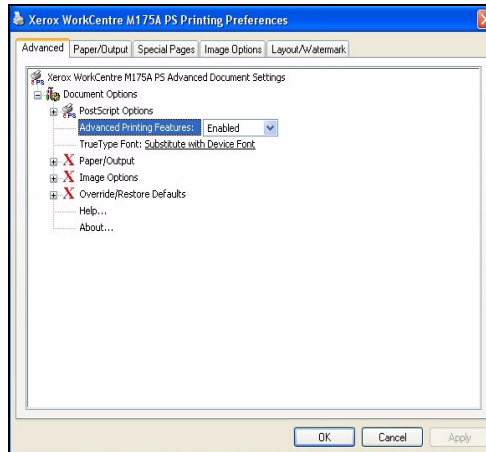 Xerox WorkCentre M175A PS Printing Preferences
Advanced Paper/Output Special Pages Image Options Layout/Watermark
Xerox WorkCentre M175A PS Advanced Document Settings
Document Options
PostScript Options
Advanced Printing Features: Enabled
TrueType Font: Substitute with Device Font
Paper/Output
Image Options
Override/Restore Defaults
Help...
About...
OK Cancel Apply